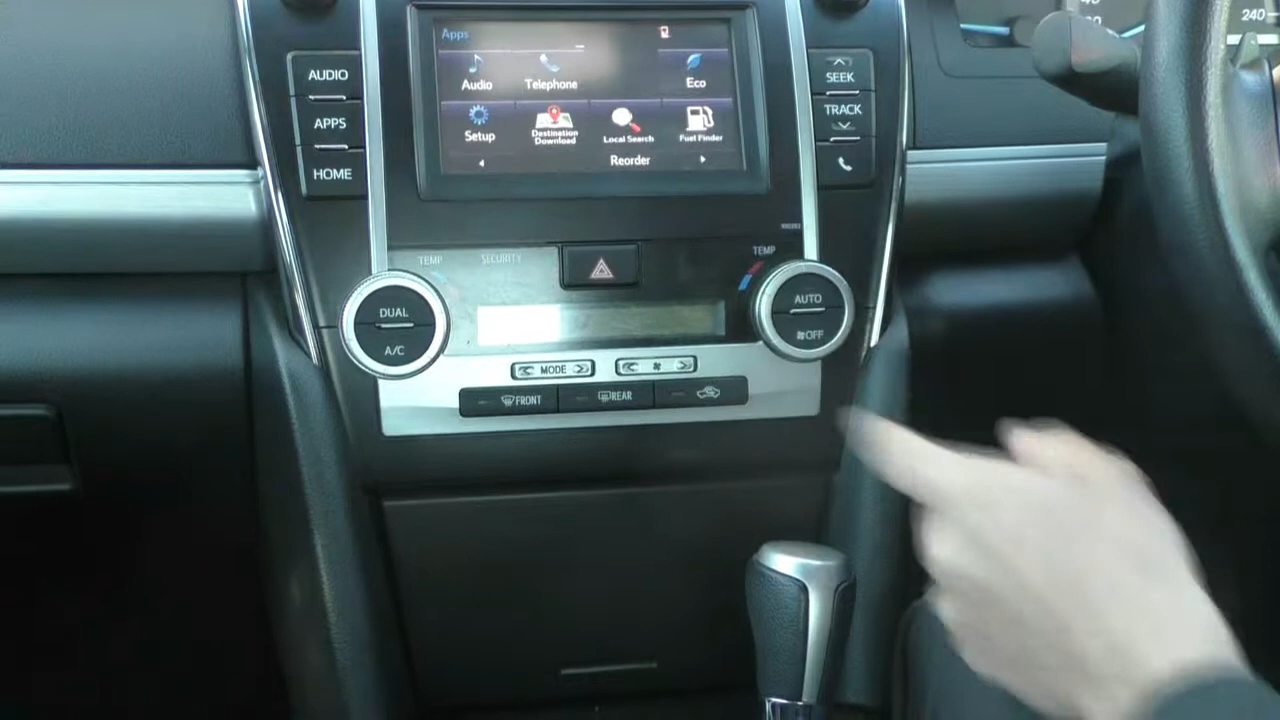 Apps
Audio
Telephone
Eco
Setup
Destination
Download
Local Search
Fuel Finder
Reorder
AUDIO
APPS
HOME
SEEK
TRACK
240
TEMP
SECURITY
TEMP
DUAL
A/C
AUTO
OFF
MODE
FRONT
REAR